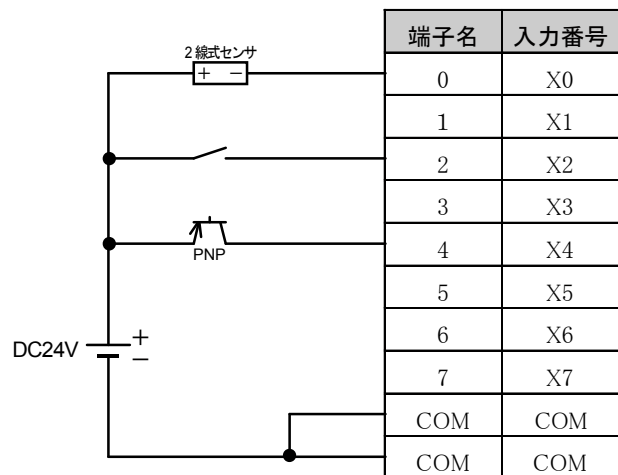 端子名 入力番号
2線式センサ
+ −
0 X0
1 X1
2 X2
3 X3
PNP
4 X4
5 X5
6 X6
DC24V + −
7 X7
COM COM
COM COM